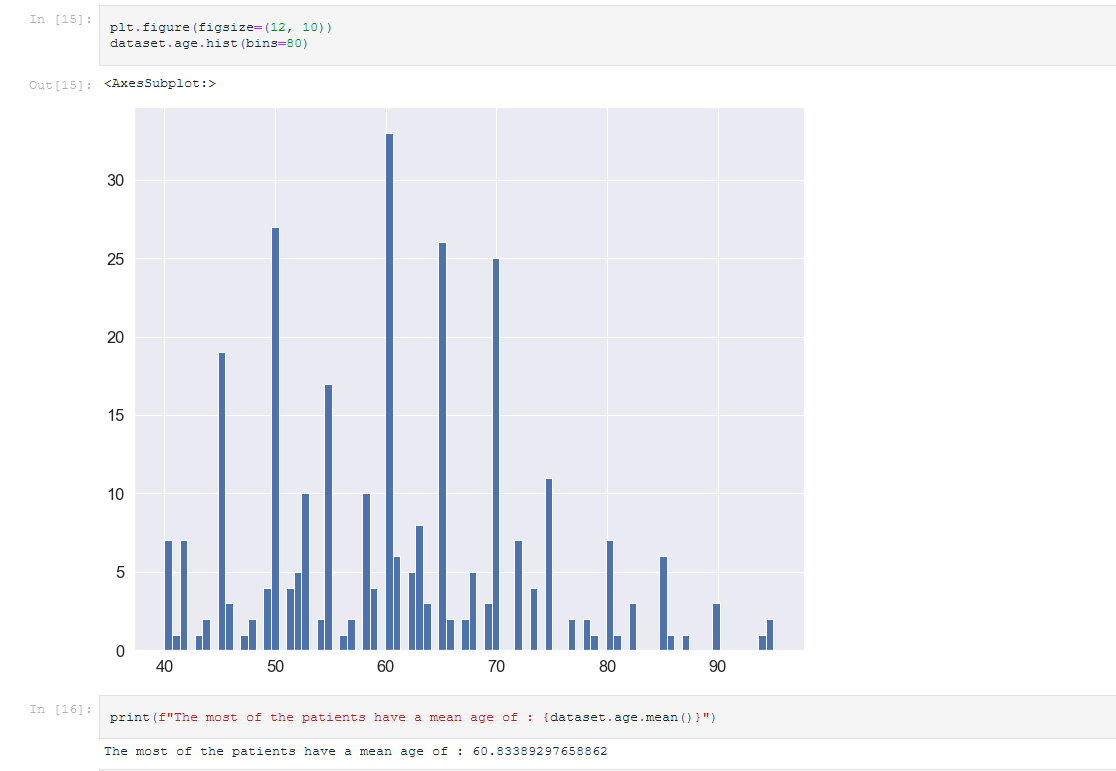 In [15]:
plt.figure(figsize=(12, 10))
dataset.age.hist(bins=80)
Out[15]: <AxesSubplot:>
30
25
20
15
10
5
0
40 50 60 70 80 90
In [16]:
print(f"The most of the patients have a mean age of : {dataset.age.mean()}")
The most of the patients have a mean age of : 60.83389297658862